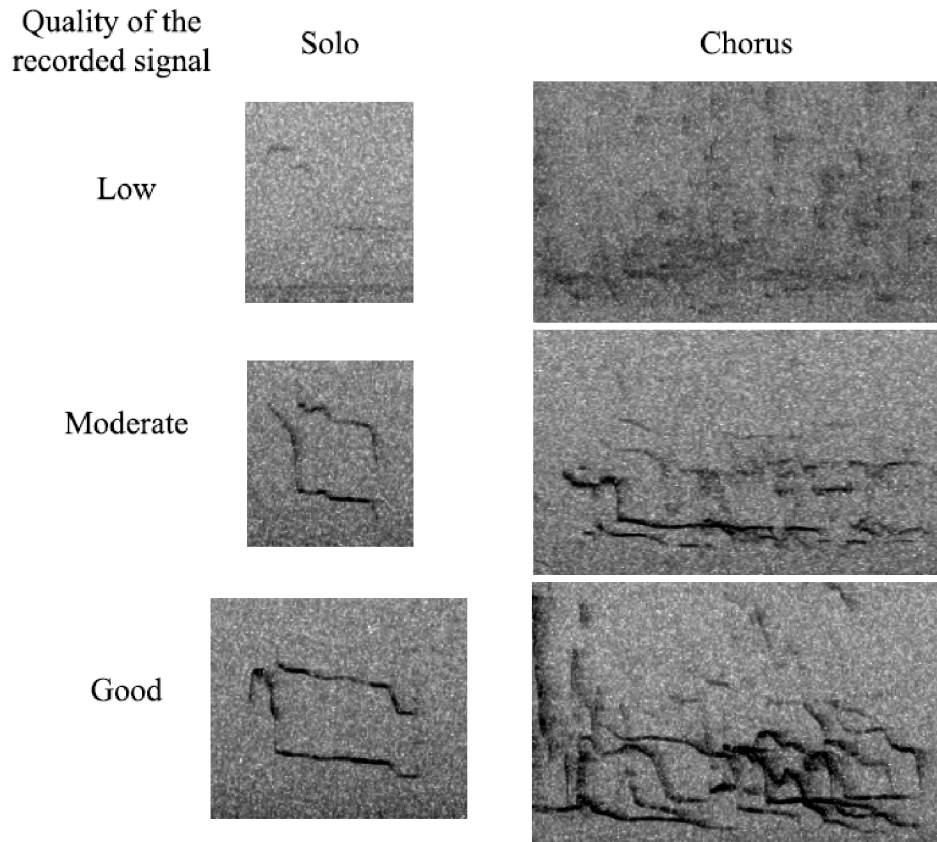 Quality of the
recorded signal
Solo
Chorus
Low
Moderate
Good